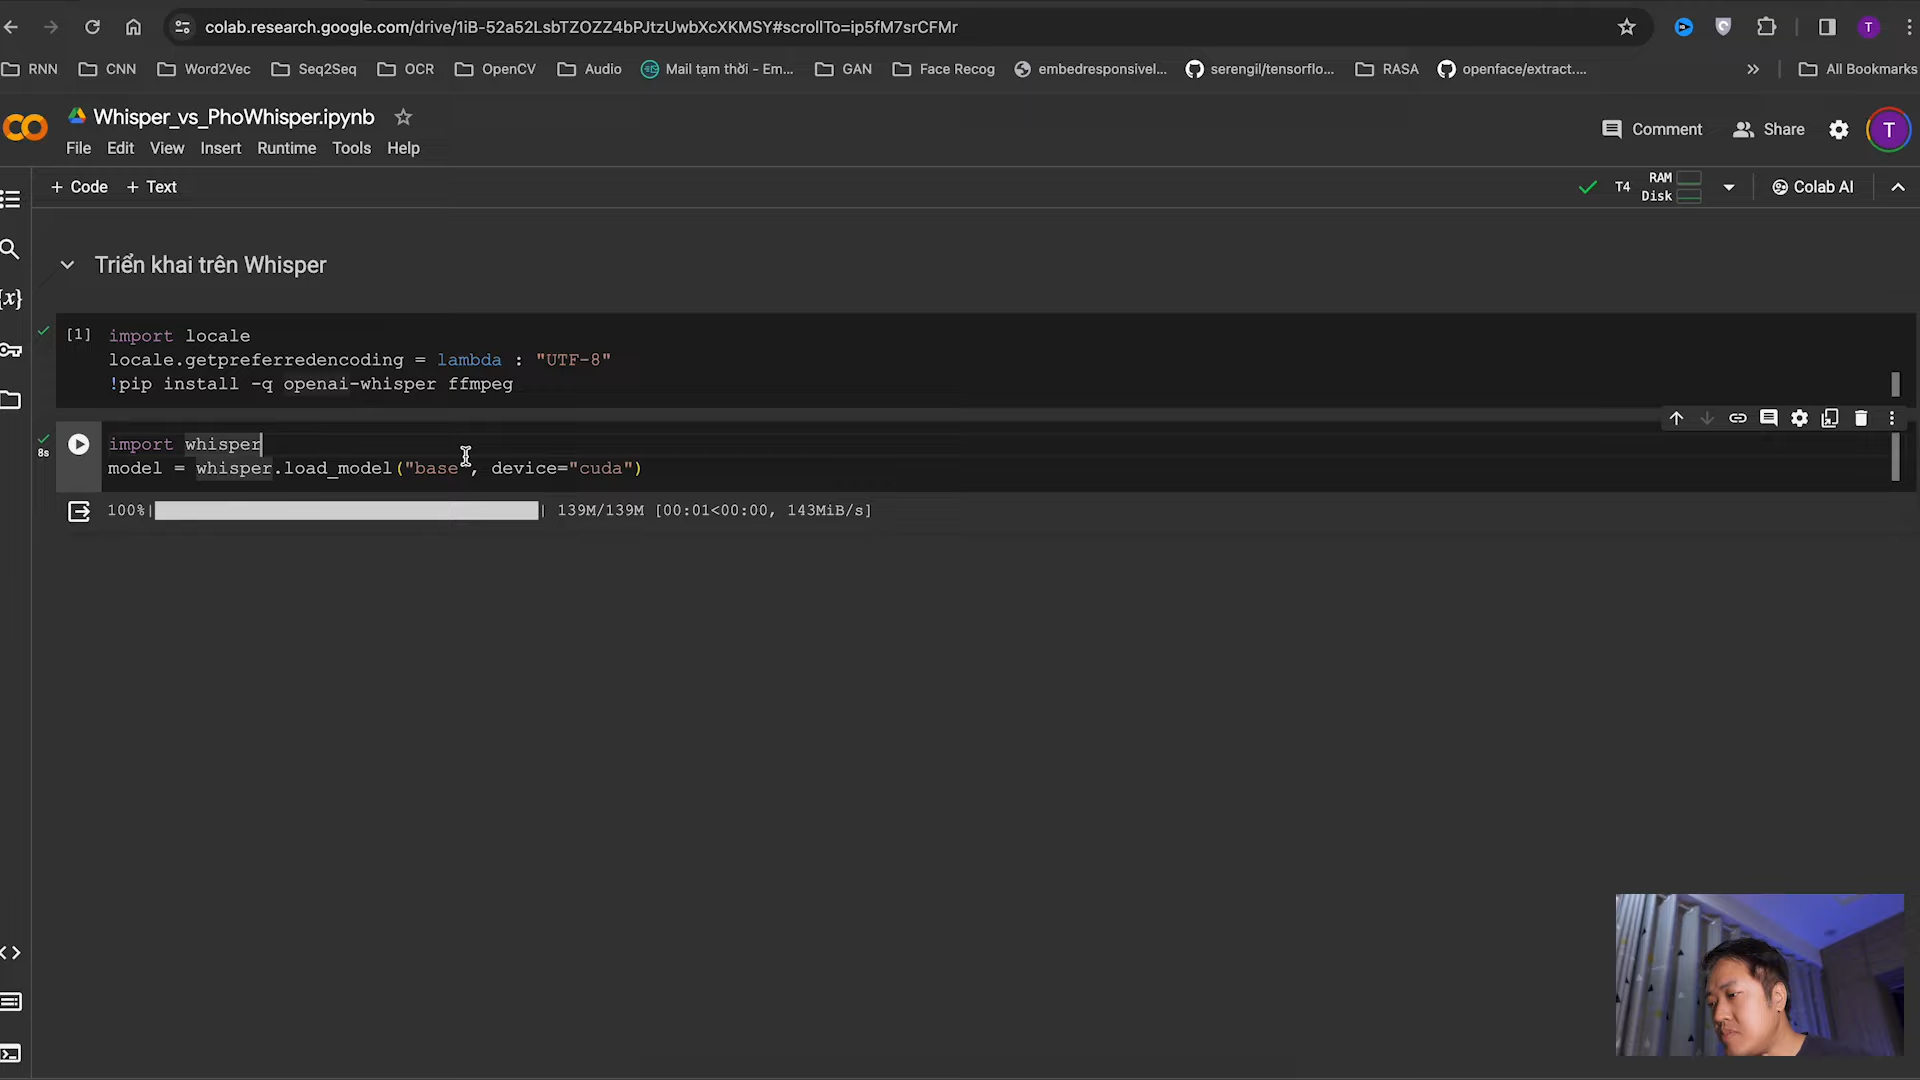 colab.research.google.com/drive/1iB-52a52LsbTZOZZ4bPJtzUwbXcXKMSY#scrollTo=ip5fM7srCFMr
T
RNN CNN Word2Vec Seq2Seq OCR OpenCV Audio Mail tạm thời - Em... GAN Face Recog embedresponsivel... serengil/tensorflo... RASA openface/extract.... » All Bookmarks
Whisper_vs_PhoWhisper.ipynb
Comment Share T
File Edit View Insert Runtime Tools Help
+ Code + Text
T4 RAM Disk Colab AI
Triển khai trên Whisper
{x}
[1] import locale
locale.getpreferredencoding = lambda : "UTF-8"
!pip install -q openai-whisper ffmpeg
8s
import whisper
model = whisper.load_model("base", device="cuda")
100%| | 139M/139M [00:01<00:00, 143MiB/s]